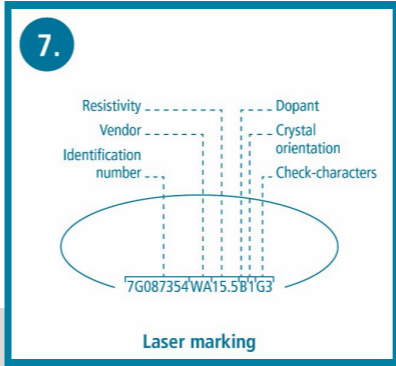 7.
Resistivity
Vendor
Identification
number
Dopant
Crystal
orientation
Check-characters
7G087354WA15.5B1G3
Laser marking